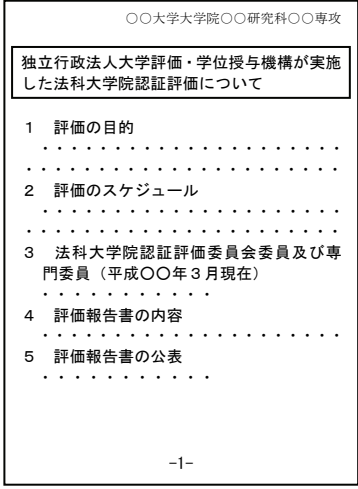 ○○大学大学院○○研究科○○専攻
独立行政法人大学評価・学位授与機構が実施
した法科大学院認証評価について
１　評価の目的
・・・・・・・・・・・・・・・・・・・・・
・・・・・・・・・・・・・・・・・・・・・・
２　評価のスケジュール
・・・・・・・・・・・・・・・・・・・・・
・・・・・・・・・・・・・・・・・・・・・・
３　法科大学院認証評価委員会委員及び専
門委員（平成○○年３月現在）
・・・・・・・・・・・
４　評価報告書の内容
・・・・・・・・・・・・・・・・・・・・・
５　評価報告書の公表
・・・・・・・・・・・
-1-